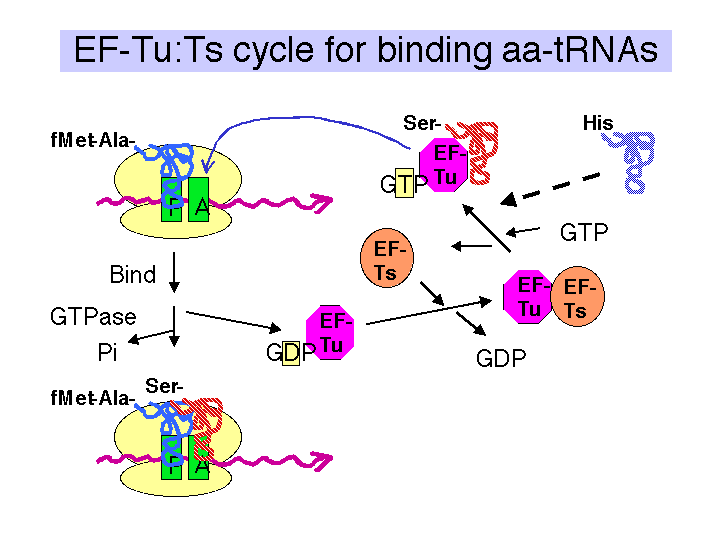 EF-Tu:Ts cycle for binding aa-tRNAs
fMet-Ala-
Ser-
His
EF-
Tu
GTP
P A
GTP
EF-
Ts
Bind
EF-
Tu
EF-
Ts
GTPase
EF-
Tu
Pi
GDP
GDP
Ser-
fMet-Ala-
P A